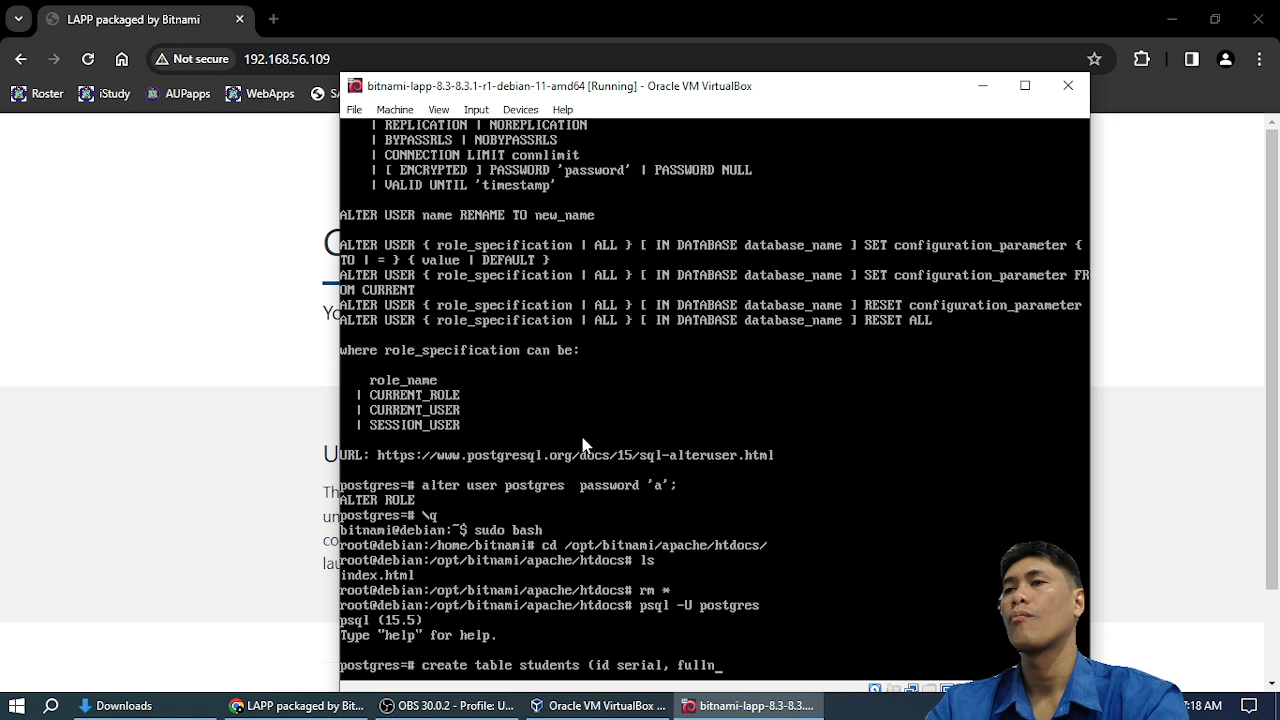 LAPP packaged by Bitnami
Not secure 192.168.56.109
Roster iStudy AUPapps WebApps
bitnami-lapp-8.3-8.3.1-r1-debian-11-amd64 [Running] - Oracle VM VirtualBox
File Machine View Input Devices Help
| REPLICATION | NOREPLICATION
| BYPASSRLS | NOBYPASSRLS
| CONNECTION LIMIT connlimit
| [ ENCRYPTED ] PASSWORD 'password' | PASSWORD NULL
| VALID UNTIL 'timestamp'
ALTER USER name RENAME TO new_name
ALTER USER { role_specification | ALL } [ IN DATABASE database_name ] SET configuration_parameter {
TO | = } { value | DEFAULT }
ALTER USER { role_specification | ALL } [ IN DATABASE database_name ] SET configuration_parameter FR
OM CURRENT
ALTER USER { role_specification | ALL } [ IN DATABASE database_name ] RESET configuration_parameter
ALTER USER { role_specification | ALL } [ IN DATABASE database_name ] RESET ALL
where role_specification can be:
role_name
| CURRENT_ROLE
| CURRENT_USER
| SESSION_USER
URL: https://www.postgresql.org/docs/15/sql-alteruser.html
postgres=# alter user postgres  password 'a';
ALTER ROLE
postgres=# \q
bitnami@debian:~$ sudo bash
root@debian:/home/bitnami# cd /opt/bitnami/apache/htdocs/
root@debian:/opt/bitnami/apache/htdocs# ls
index.html
root@debian:/opt/bitnami/apache/htdocs# rm *
root@debian:/opt/bitnami/apache/htdocs# psql -U postgres
psql (15.5)
Type "help" for help.
postgres=# create table students (id serial, fulln_
Downloads LAPP packaged by Bi... OBS 30.0.2 - Profile: U... Oracle VM VirtualBox ... bitnami-lapp-8.3-8.3.... :18 AM